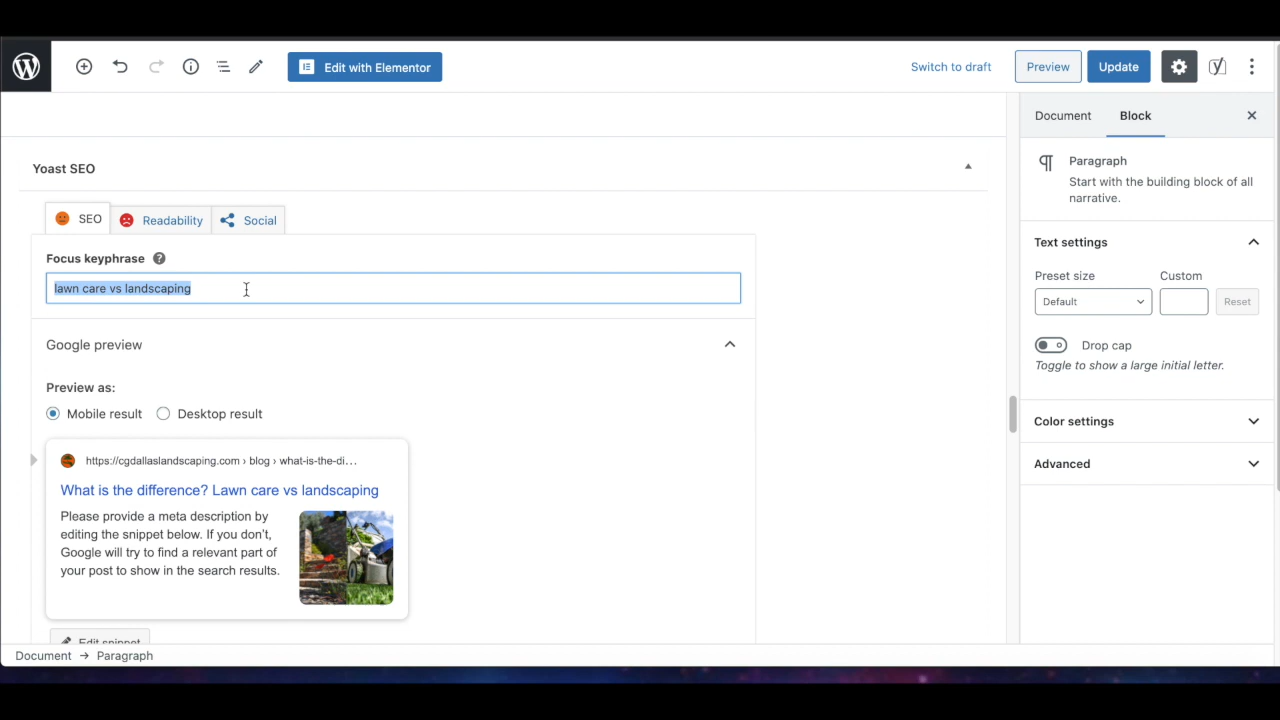 Edit with Elementor
Switch to draft
Preview
Update
Document
Block
Yoast SEO
Paragraph
Start with the building block of all
narrative.
SEO
Readability
Social
Focus keyphrase
lawn care vs landscaping
Text settings
Preset size
Custom
Default
Reset
Drop cap
Toggle to show a large initial letter.
Google preview
Preview as:
Mobile result
Desktop result
Color settings
Advanced
https://cgdallaslandscaping.com › blog › what-is-the-di…
What is the difference? Lawn care vs landscaping
Please provide a meta description by
editing the snippet below. If you don't,
Google will try to find a relevant part of
your post to show in the search results.
Edit snippet
Document → Paragraph